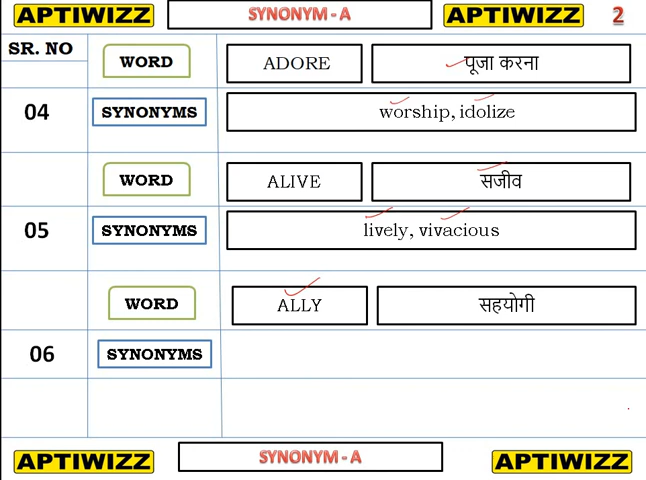 APTIWIZZ SYNONYM - A APTIWIZZ 2
SR. NO WORD ADORE पूजा करना
04 SYNONYMS worship, idolize
WORD ALIVE सजीव
05 SYNONYMS lively, vivacious
WORD ALLY सहयोगी
06 SYNONYMS
APTIWIZZ SYNONYM - A APTIWIZZ